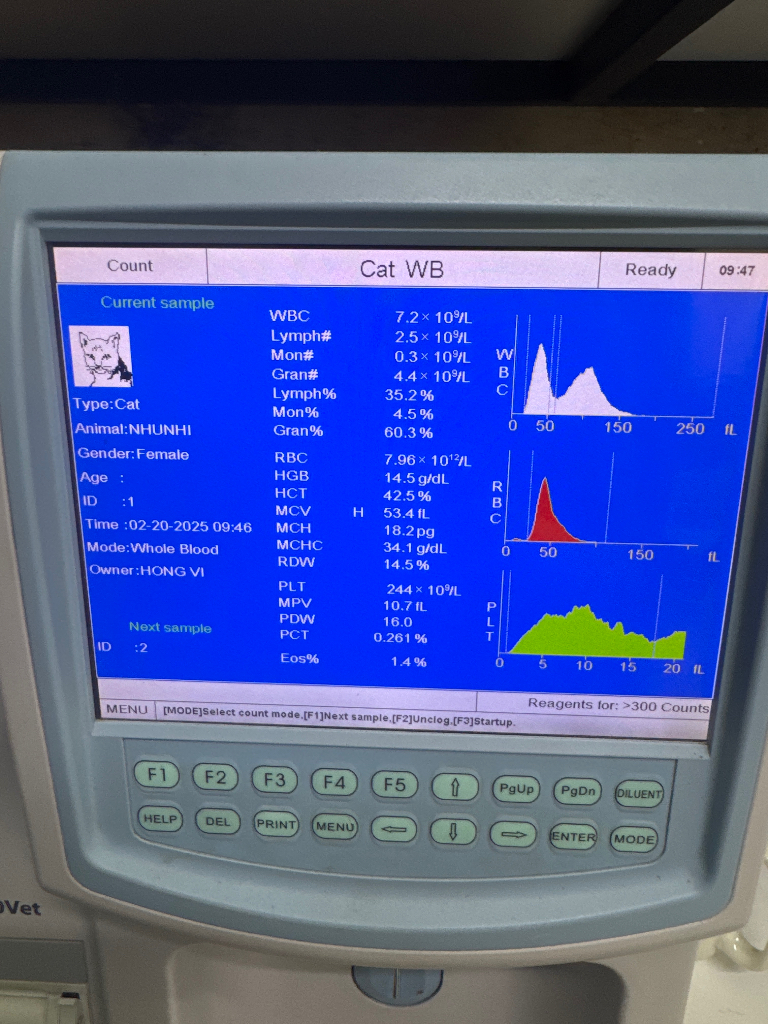 Count Cat WB Ready 09:47
Current sample
Type:Cat
Animal:NHUNHI
Gender:Female
Age :
ID :1
Time :02-20-2025 09:46
Mode:Whole Blood
Owner:HONG VI
Next sample
ID :2
WBC 7.2 × 10⁹/L
Lymph# 2.5 × 10⁹/L
Mon# 0.3 × 10⁹/L
Gran# 4.4 × 10⁹/L
Lymph% 35.2 %
Mon% 4.5 %
Gran% 60.3 %
RBC 7.96 × 10¹²/L
HGB 14.5 g/dL
HCT 42.5 %
MCV H 53.4 fL
MCH 18.2 pg
MCHC 34.1 g/dL
RDW 14.5 %
PLT 244 × 10⁹/L
MPV 10.7 fL
PDW 16.0
PCT 0.261 %
Eos% 1.4 %
WBC
0 50 150 250 fL
RBC
0 50 150 fL
PLT
0 5 10 15 20 fL
Reagents for: >300 Counts
MENU [MODE]Select count mode,[F1]Next sample,[F2]Unclog,[F3]Startup.
F1 F2 F3 F4 F5 ⇧ PgUp PgDn DILUENT
HELP DEL PRINT MENU ⇦ ⇩ ⇨ ENTER MODE
Vet